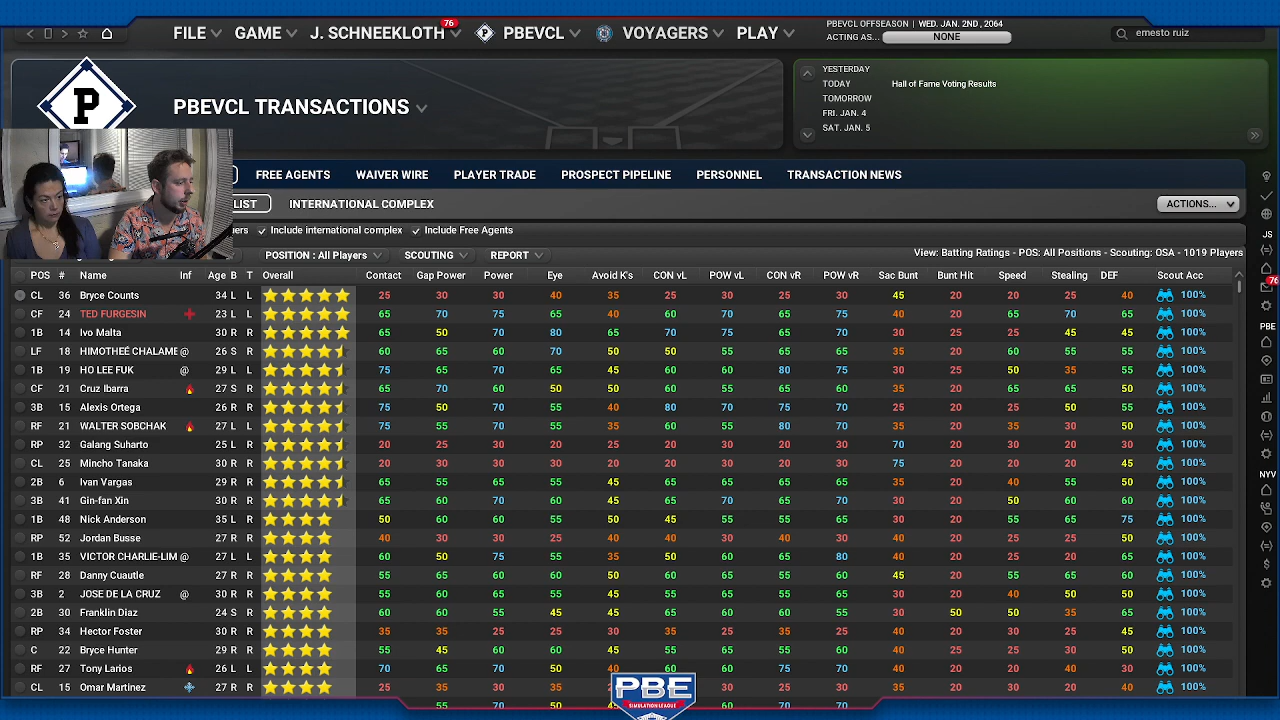 FILE GAME J. SCHNEEKLOTH 76 PBEVCL VOYAGERS PLAY
PBEVCL OFFSEASON | WED. JAN. 2ND , 2064
ACTING AS... NONE
emesto ruiz
P
PBEVCL TRANSACTIONS
YESTERDAY
TODAY Hall of Fame Voting Results
TOMORROW
FRI. JAN. 4
SAT. JAN. 5
FREE AGENTS WAIVER WIRE PLAYER TRADE PROSPECT PIPELINE PERSONNEL TRANSACTION NEWS
LIST INTERNATIONAL COMPLEX ACTIONS...
Include international complex Include Free Agents
POSITION : All Players SCOUTING REPORT
View: Batting Ratings - POS: All Positions - Scouting: OSA - 1019 Players
POS # Name Inf Age B T Overall Contact Gap Power Power Eye Avoid K's CON vL POW vL CON vR POW vR Sac Bunt Bunt Hit Speed Stealing DEF Scout Acc
CL 36 Bryce Counts 34 L L 25 30 30 40 35 25 30 25 30 45 20 20 25 40 100%
CF 24 TED FURGESIN 23 L L 65 70 75 65 40 60 70 65 75 40 20 65 70 65 100%
1B 14 Ivo Malta 27 R R 65 50 70 80 65 70 75 65 70 30 25 25 45 45 100%
LF 18 HIMOTHEÉ CHALAME @ 26 S R 60 65 60 70 50 50 55 65 65 35 20 60 55 55 100%
1B 19 HO LEE FUK @ 29 L L 75 65 70 65 45 60 60 80 75 30 25 50 35 55 100%
CF 21 Cruz Ibarra 27 S R 65 70 60 50 50 65 55 65 60 35 20 65 65 50 100%
3B 15 Alexis Ortega 26 R R 75 50 70 55 40 80 70 75 70 25 20 25 50 55 100%
RF 21 WALTER SOBCHAK 27 L L 75 55 70 55 35 60 55 80 70 35 20 35 30 50 100%
RP 32 Galang Suharto 25 L R 20 25 30 25 25 20 30 20 30 70 20 20 20 30 100%
CL 25 Mincho Tanaka 30 R R 20 30 30 30 20 20 30 25 30 75 20 20 20 45 100%
2B 6 Ivan Vargas 29 R R 65 55 65 55 45 65 65 65 65 35 20 40 55 60 100%
3B 41 Gin-fan Xin 30 R R 65 60 70 60 45 65 70 65 70 30 20 50 60 60 100%
1B 48 Nick Anderson 35 L R 50 60 60 55 50 45 55 55 65 30 20 55 65 75 100%
RP 52 Jordan Busse 27 R R 40 30 30 25 40 40 30 40 30 40 20 25 25 50 100%
1B 35 VICTOR CHARLIE-LIM @ 27 L L 60 50 75 55 35 50 60 65 80 40 20 25 20 65 100%
RF 28 Danny Cuautle 27 R R 55 65 60 60 50 60 65 55 60 45 20 55 65 60 100%
3B 2 JOSE DE LA CRUZ @ 30 R R 55 60 65 55 45 55 65 55 65 30 20 40 50 50 100%
2B 30 Franklin Diaz 24 S R 60 60 55 45 45 60 60 60 55 30 50 50 35 65 100%
RP 34 Hector Foster 30 R R 35 35 25 25 30 35 25 35 25 40 20 25 25 45 100%
C 22 Bryce Hunter 29 R R 55 45 60 60 45 55 60 55 60 40 25 25 30 50 100%
RF 27 Tony Larios 26 L L 70 65 70 50 40 60 60 75 70 20 20 20 40 30 100%
CL 15 Omar Martinez 27 R R 25 35 30 35 30 25 30 35 20 25 20 40 100%
55 70 50 60 60 70 70
JS
76
PBE
NYV
PBE
SIMULATION LEAGUE